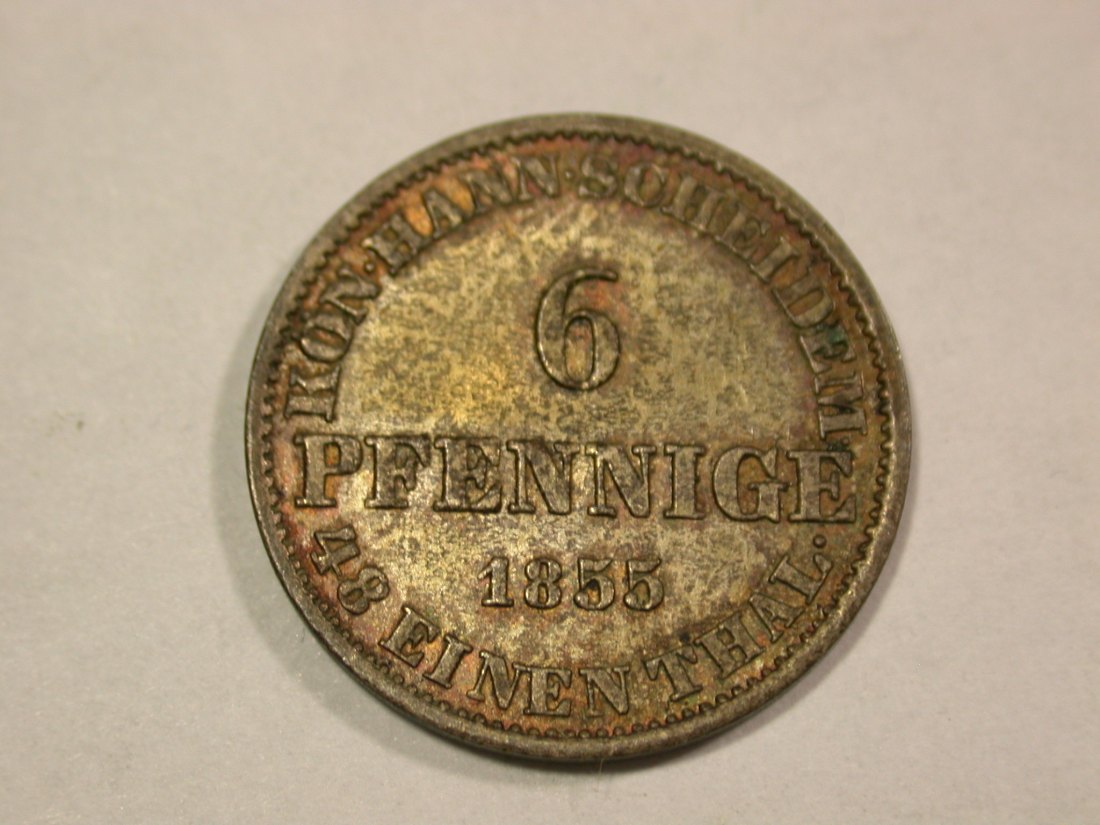 KÖN·HANN·SCHEIDEM·
6
PFENNIGE
1855
48 EINEN THAL·